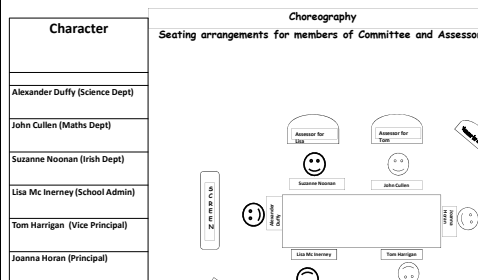 Character
Choreography
Seating arrangements for members of Committee and Assessor
Alexander Duffy (Science Dept)
John Cullen (Maths Dept)
Suzanne Noonan (Irish Dept)
Lisa Mc Inerney (School Admin)
Tom Harrigan (Vice Principal)
Joanna Horan (Principal)
Assessor for
Lisa
Assessor for
Tom
Suzanne Noonan
John Cullen
SCREEN
Alexander
Duffy
Joanna
Horan
Lisa Mc Inerney
Tom Harrigan